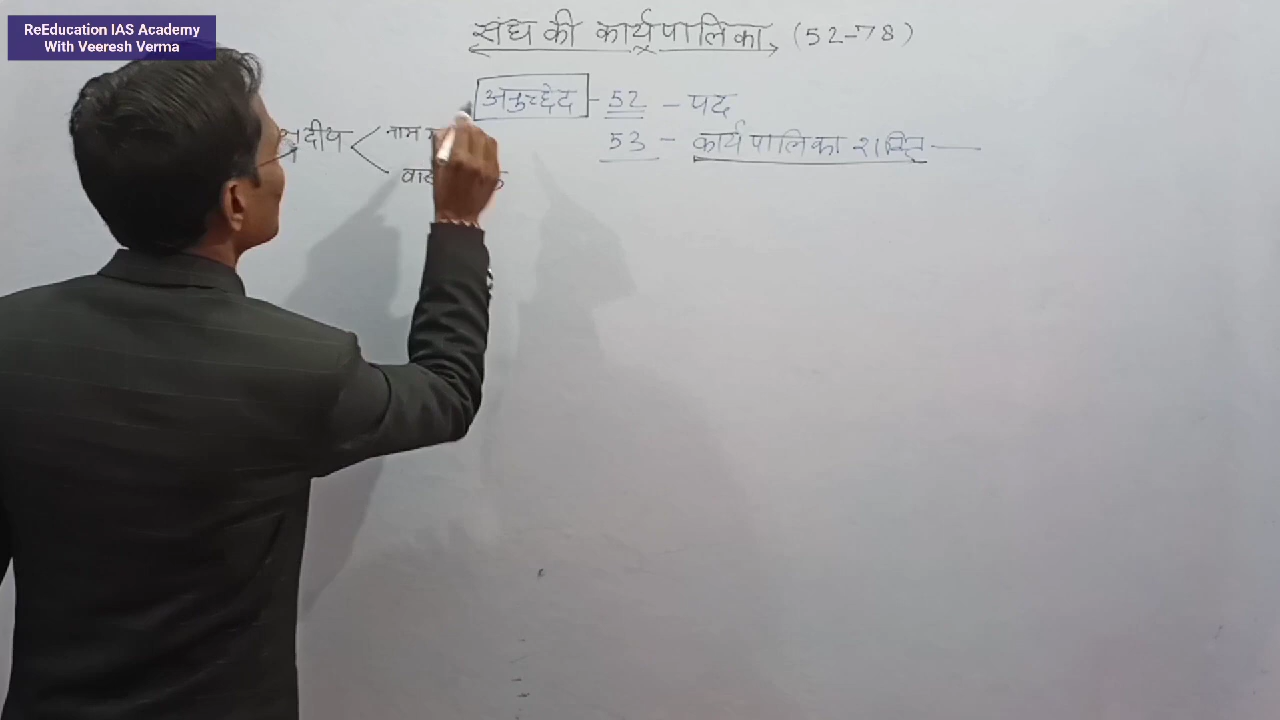 ReEducation IAS Academy
With Veeresh Verma
संघ की कार्यपालिका (52-78)
अनुच्छेद - 52 - पद
53 - कार्यपालिका शक्ति —
नाम